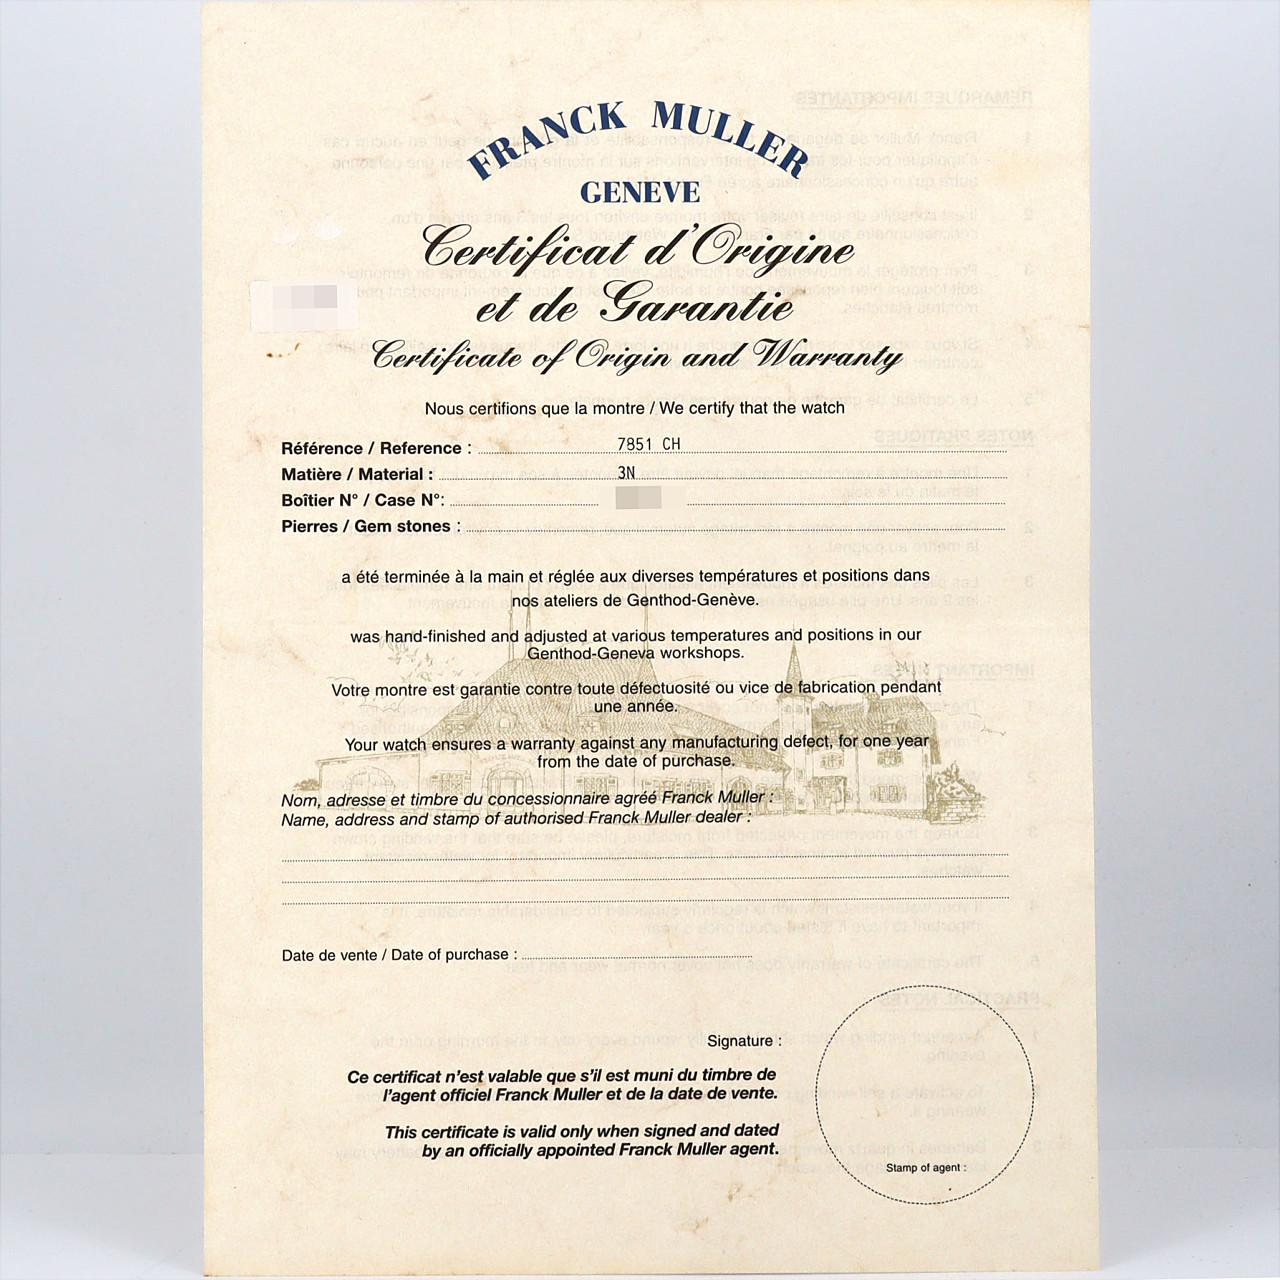 FRANCK MULLER
GENEVE
Certificat d'Origine
et de Garantie
Certificate of Origin and Warranty
Nous certifions que la montre / We certify that the watch
Référence / Reference : 7851 CH
Matière / Material : 3N
Boîtier N° / Case N°:
Pierres / Gem stones :
a été terminée à la main et réglée aux diverses températures et positions dans
nos ateliers de Genthod-Genève.
was hand-finished and adjusted at various temperatures and positions in our
Genthod-Geneva workshops.
Votre montre est garantie contre toute défectuosité ou vice de fabrication pendant
une année.
Your watch ensures a warranty against any manufacturing defect, for one year
from the date of purchase.
Nom, adresse et timbre du concessionnaire agréé Franck Muller :
Name, address and stamp of authorised Franck Muller dealer :
Date de vente / Date of purchase :
Signature :
Ce certificat n'est valable que s'il est muni du timbre de
l'agent officiel Franck Muller et de la date de vente.
This certificate is valid only when signed and dated
by an officially appointed Franck Muller agent.
Stamp of agent :